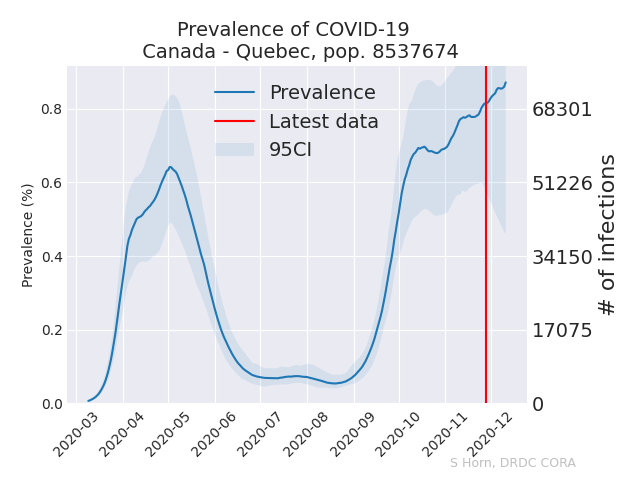 Prevalence of COVID-19
Canada - Quebec, pop. 8537674
Prevalence
Latest data
95CI
Prevalence (%)
0.8
0.6
0.4
0.2
0.0
68301
51226
34150
17075
0
# of infections
2020-03
2020-04
2020-05
2020-06
2020-07
2020-08
2020-09
2020-10
2020-11
2020-12
S Horn, DRDC CORA